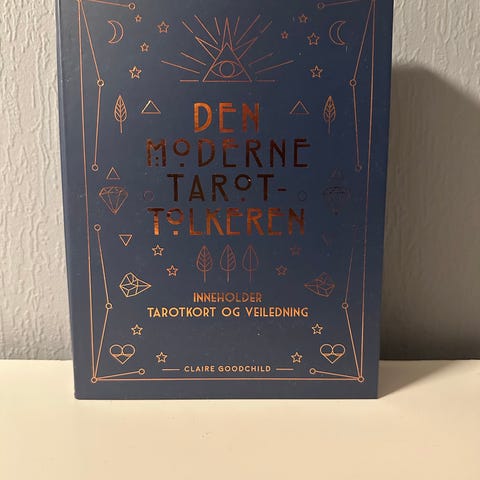 DEN
MODERNE
TAROT-
TOLKEREN
INNEHOLDER
TAROTKORT OG VEILEDNING
CLAIRE GOODCHILD